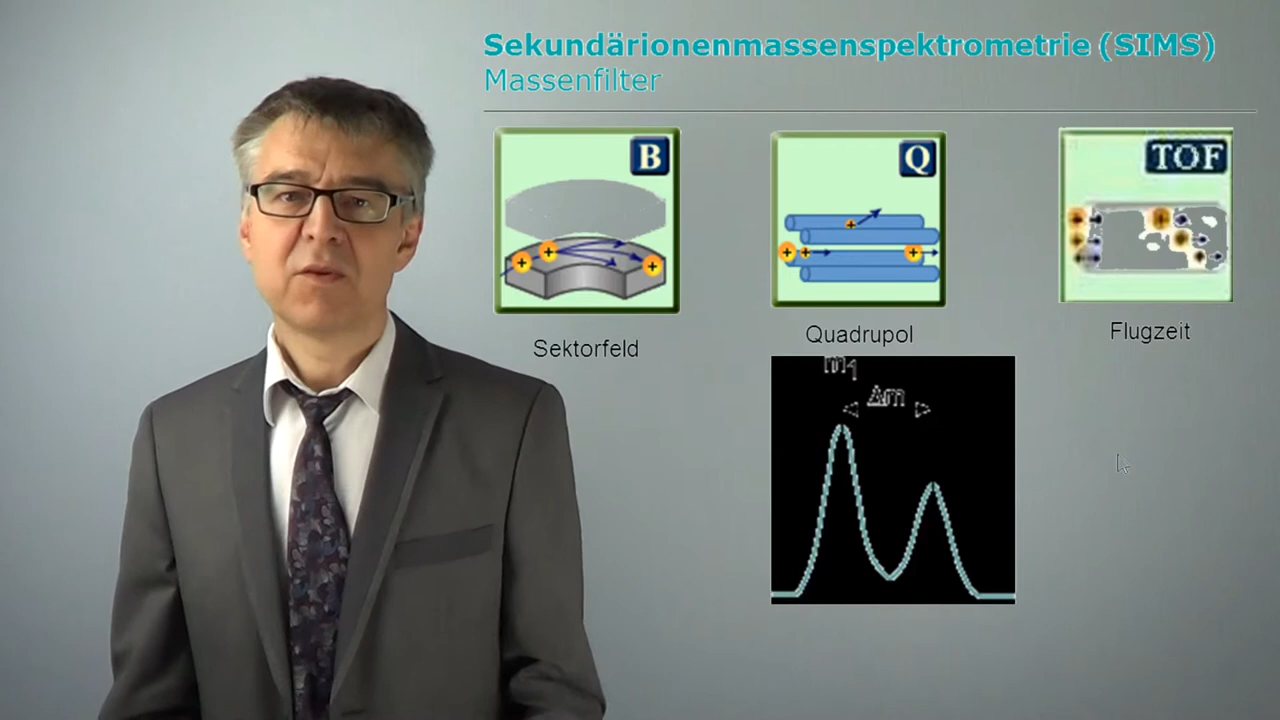 Sekundärionenmassenspektrometrie (SIMS)
Massenfilter
B
Q
TOF
Sektorfeld
Quadrupol
Flugzeit
m1
Δm